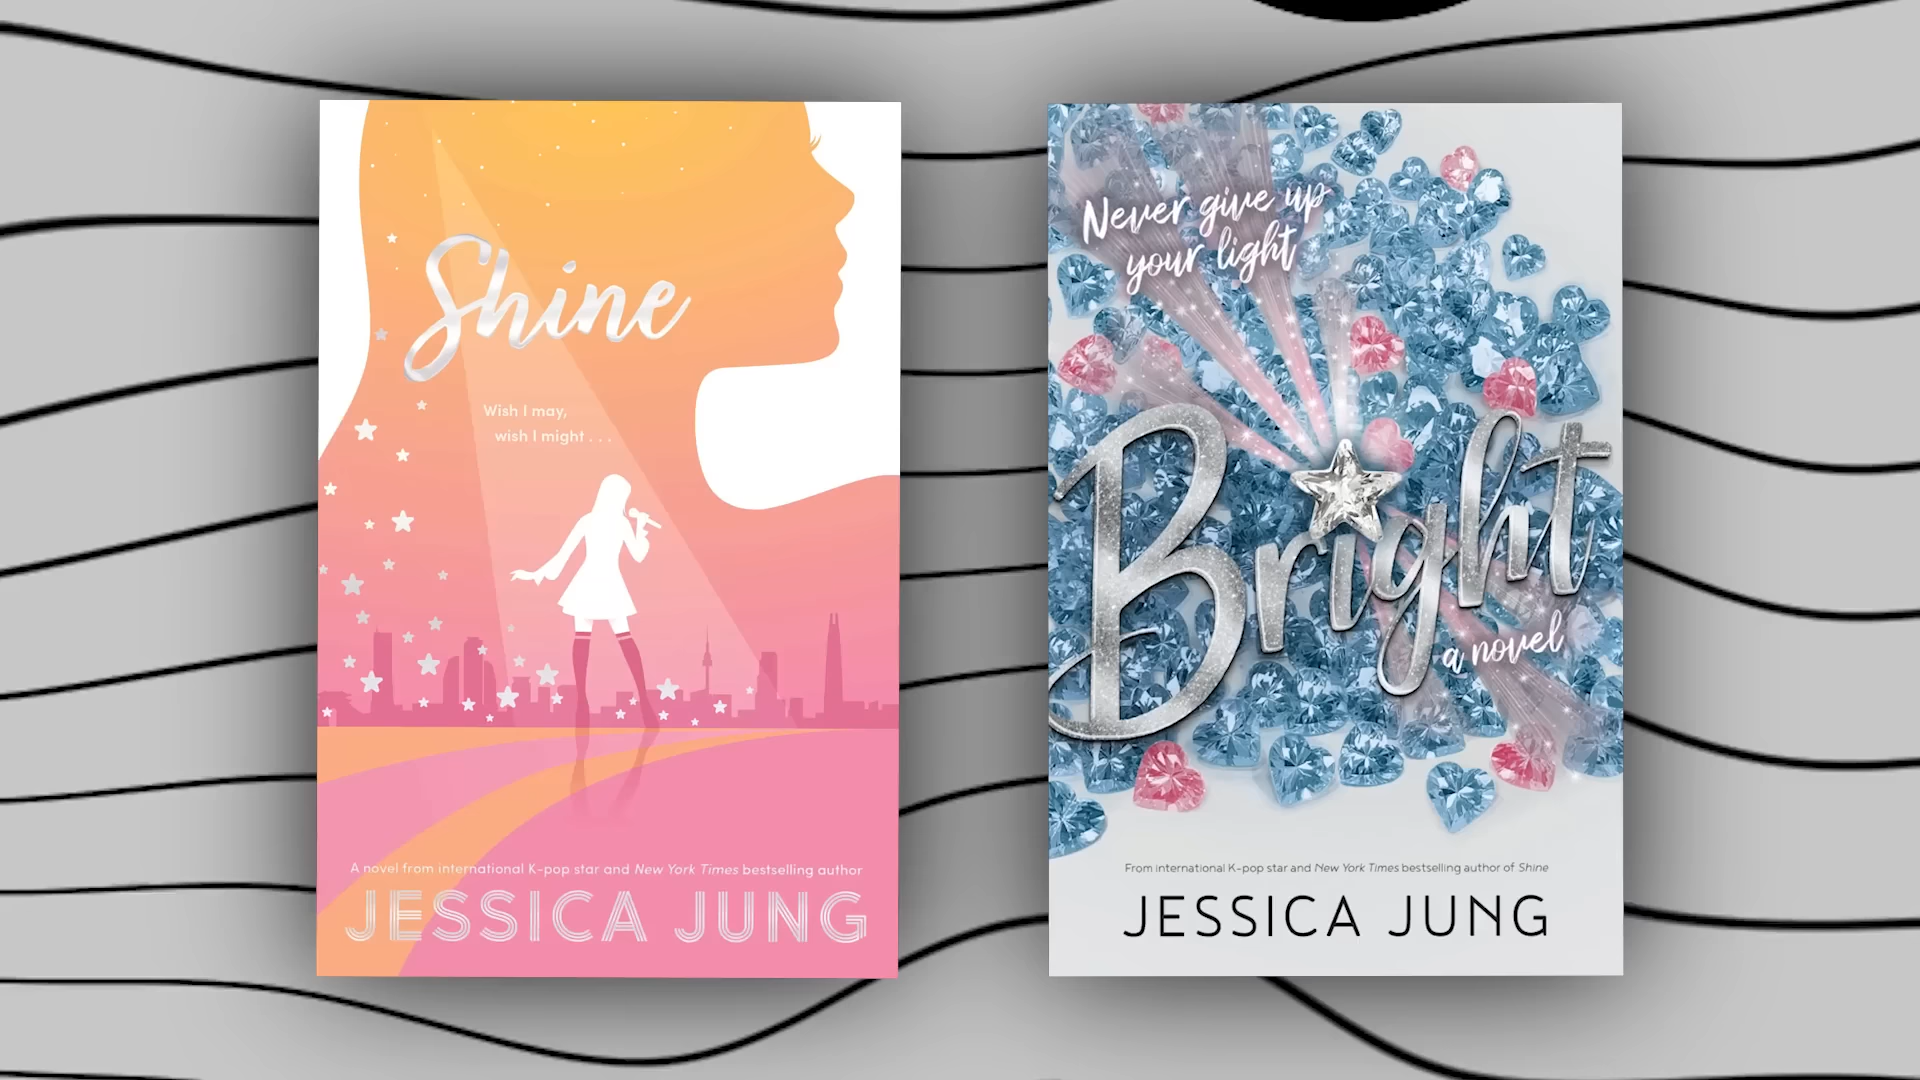 Shine
Wish I may,
wish I might . . .
A novel from international K-pop star and New York Times bestselling author
JESSICA JUNG
Never give up
your light
Bright
a novel
From international K-pop star and New York Times bestselling author of Shine
JESSICA JUNG